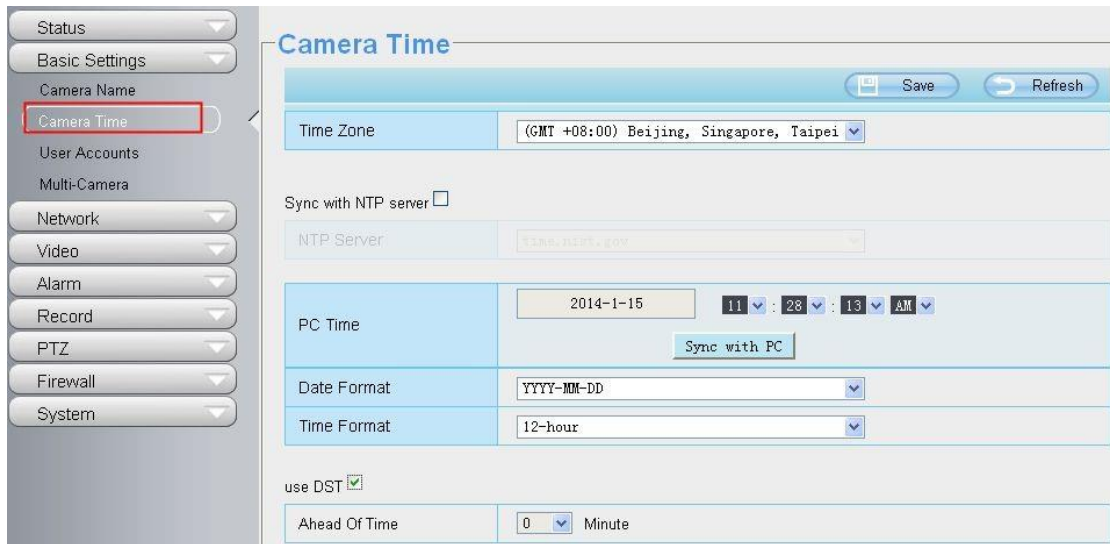 Status
Basic Settings
Camera Name
Camera Time
User Accounts
Multi-Camera
Network
Video
Alarm
Record
PTZ
Firewall
System
Camera Time
Save
Refresh
Time Zone
(GMT +08:00) Beijing, Singapore, Taipei
Sync with NTP server
NTP Server
time.nist.gov
PC Time
2014-1-15
11 : 28 : 13 AM
Sync with PC
Date Format
YYYY-MM-DD
Time Format
12-hour
use DST
Ahead Of Time
0 Minute